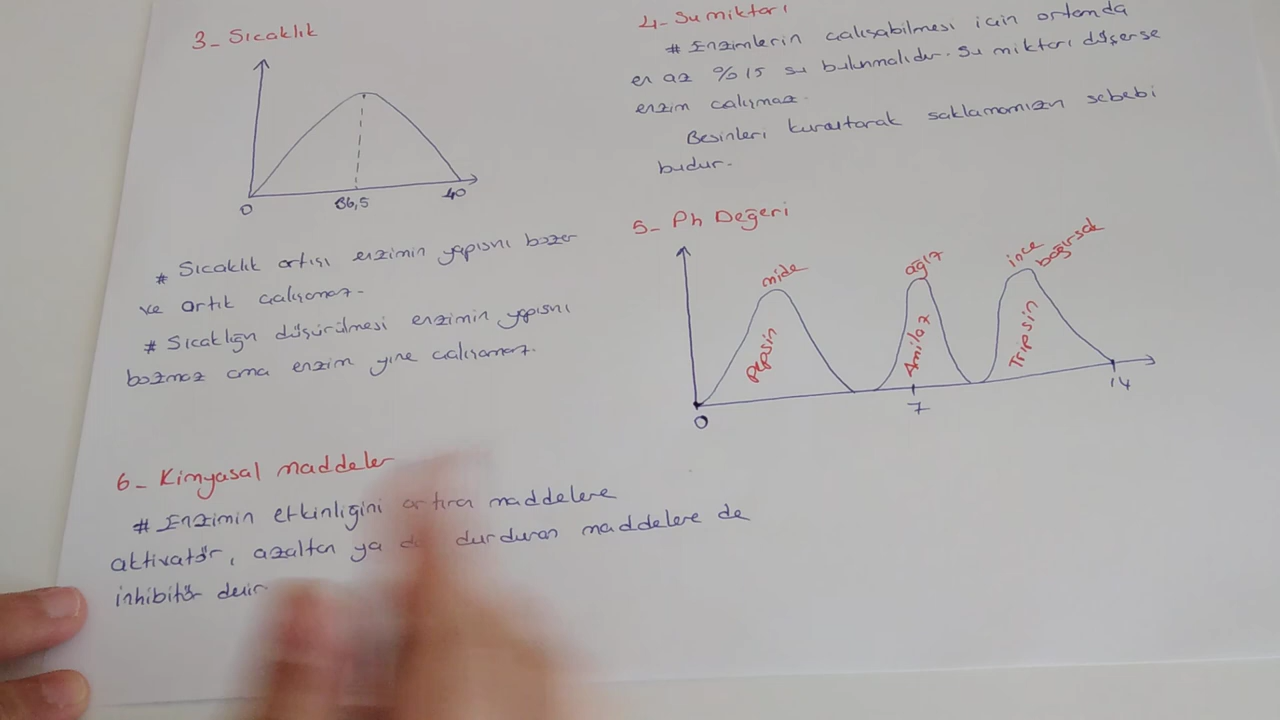 3- Sıcaklık
0
36,5
40
# Sıcaklık artışı enzimin yapısını bozar
ve artık çalışamaz.
# Sıcaklığın düşürülmesi enzimin yapısını
bozmaz ama enzim yine çalışamaz.
4- Su miktarı
# Enzimlerin çalışabilmesi için ortamda
en az %15 su bulunmalıdır. Su miktarı düşerse
enzim çalışmaz.
Besinleri kurutarak saklamamızın sebebi
budur.
5- Ph Değeri
mide
ağız
ince
bağırsak
pepsin
Amilaz
Tripsin
0
7
14
6- Kimyasal maddeler
# Enzimin etkinliğini artıran maddelere
aktivatör, azaltan ya da durduran maddelere de
inhibitör denir